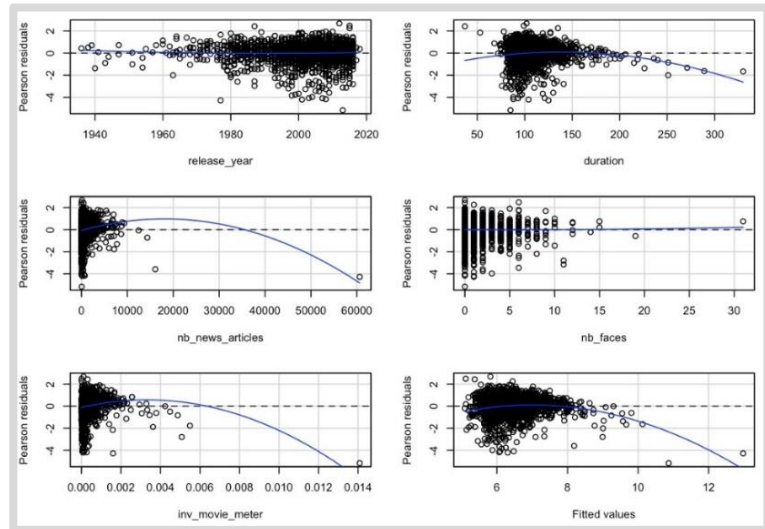 Pearson residuals
2
0
-2
-4
1940 1960 1980 2000 2020
release_year
Pearson residuals
2
0
-2
-4
50 100 150 200 250 300
duration
Pearson residuals
2
0
-2
-4
0 10000 20000 30000 40000 50000 60000
nb_news_articles
Pearson residuals
2
0
-2
-4
0 5 10 15 20 25 30
nb_faces
Pearson residuals
2
0
-2
-4
0.000 0.002 0.004 0.006 0.008 0.010 0.012 0.014
inv_movie_meter
Pearson residuals
2
0
-2
-4
6 8 10 12
Fitted values